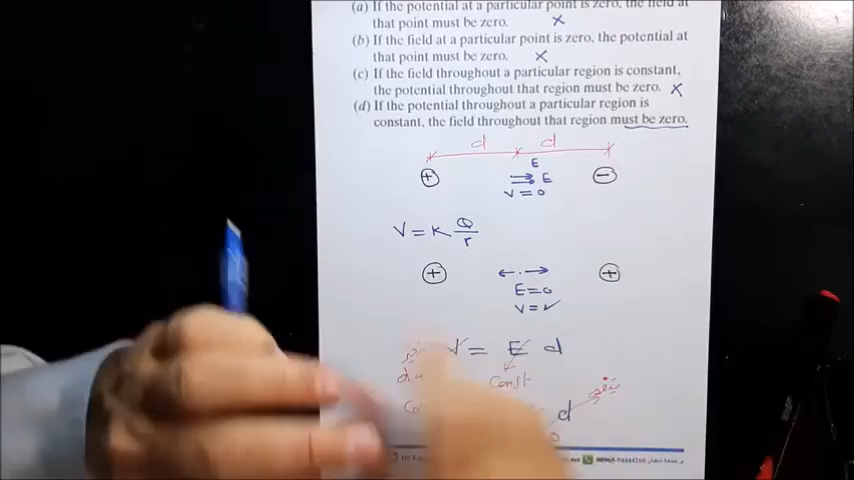 (a) If the potential at a particular point is zero, the field at
that point must be zero. ×
(b) If the field at a particular point is zero, the potential at
that point must be zero. ×
(c) If the field throughout a particular region is constant,
the potential throughout that region must be zero. ×
(d) If the potential throughout a particular region is
constant, the field throughout that region must be zero.
d d
E
+ E −
V = 0
V = K Q/r
+ +
E = 0
V = ✓
V = E d
Const
d